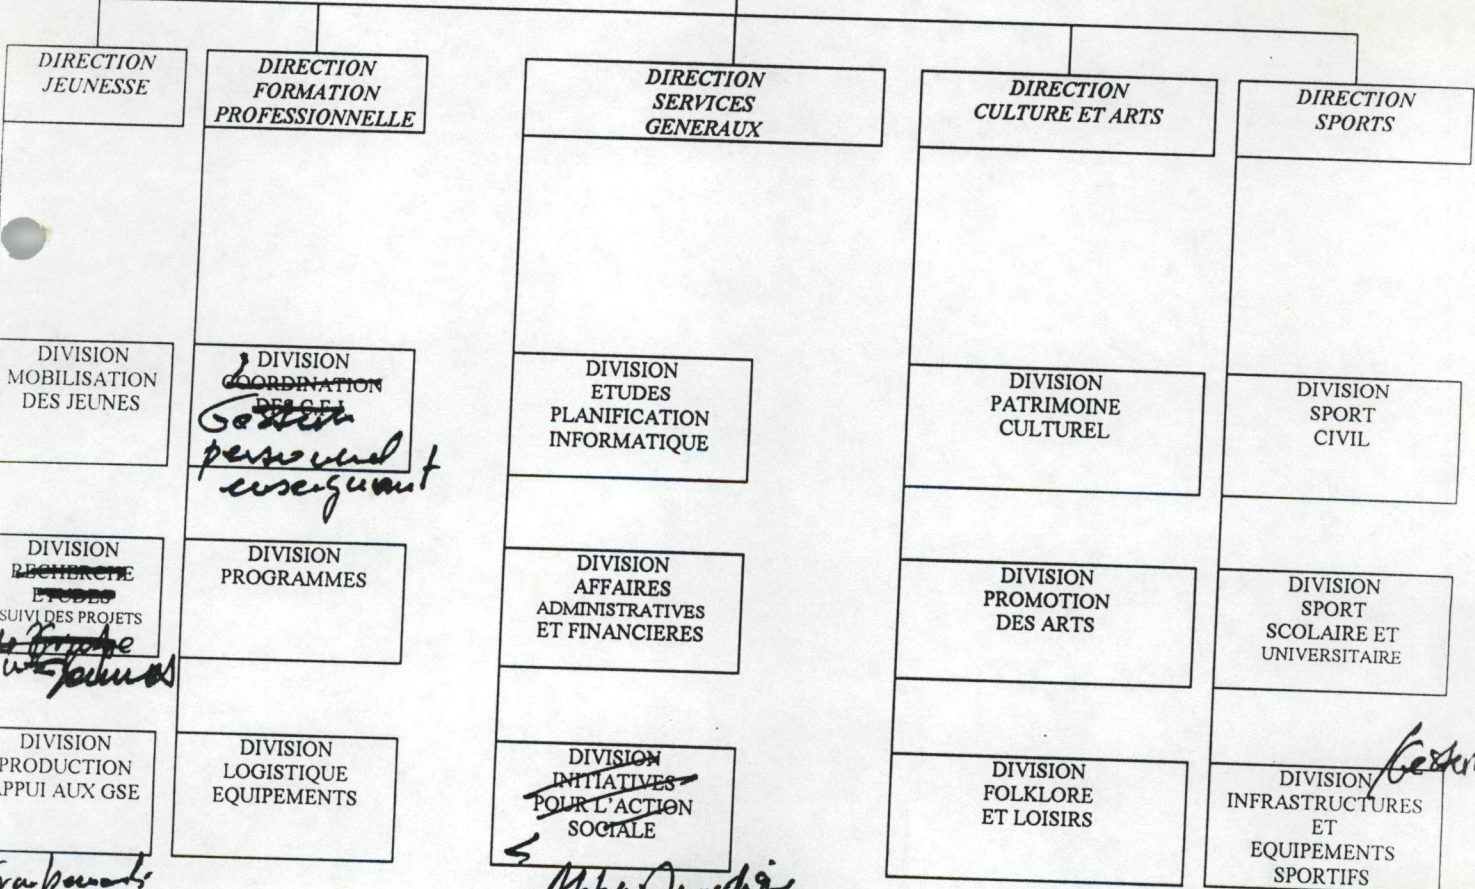 DIRECTION
JEUNESSE
DIRECTION
FORMATION
PROFESSIONNELLE
DIRECTION
SERVICES
GENERAUX
DIRECTION
CULTURE ET ARTS
DIRECTION
SPORTS
DIVISION
MOBILISATION
DES JEUNES
DIVISION
COORDINATION
DES C.F.J.
Gestion
personnel
enseignant
DIVISION
ETUDES
PLANIFICATION
INFORMATIQUE
DIVISION
PATRIMOINE
CULTUREL
DIVISION
SPORT
CIVIL
DIVISION
RECHERCHE
ETUDES
SUIVI DES PROJETS
DIVISION
PROGRAMMES
DIVISION
AFFAIRES
ADMINISTRATIVES
ET FINANCIERES
DIVISION
PROMOTION
DES ARTS
DIVISION
SPORT
SCOLAIRE ET
UNIVERSITAIRE
DIVISION
PRODUCTION
APPUI AUX GSE
DIVISION
LOGISTIQUE
EQUIPEMENTS
DIVISION
INITIATIVES
POUR L'ACTION
SOCIALE
DIVISION
FOLKLORE
ET LOISIRS
DIVISION
INFRASTRUCTURES
ET
EQUIPEMENTS
SPORTIFS